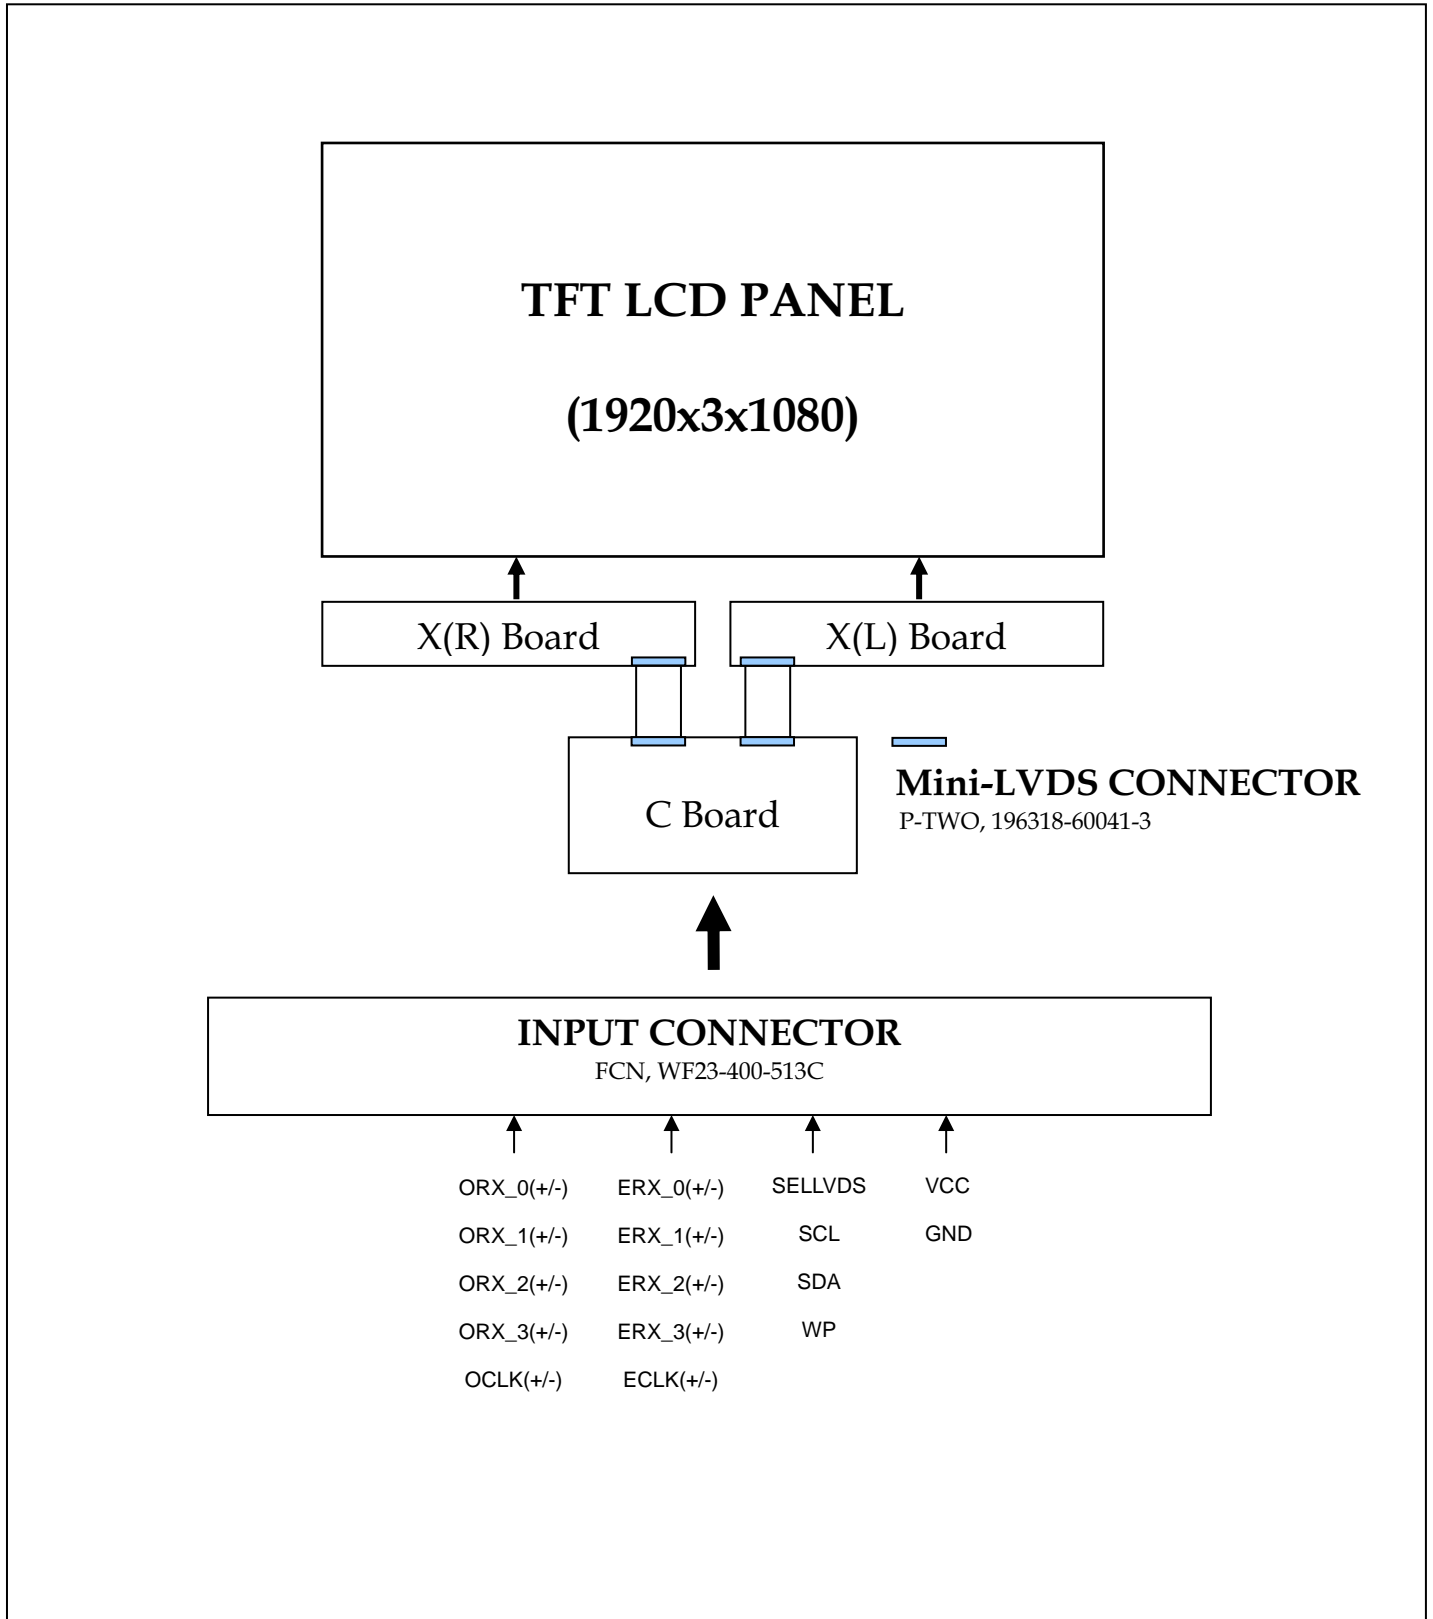 TFT LCD PANEL
(1920x3x1080)
X(R) Board
X(L) Board
C Board
Mini-LVDS CONNECTOR
P-TWO, 196318-60041-3
INPUT CONNECTOR
FCN, WF23-400-513C
ORX_0(+/-) ERX_0(+/-) SELLVDS VCC
ORX_1(+/-) ERX_1(+/-) SCL GND
ORX_2(+/-) ERX_2(+/-) SDA
ORX_3(+/-) ERX_3(+/-) WP
OCLK(+/-) ECLK(+/-)